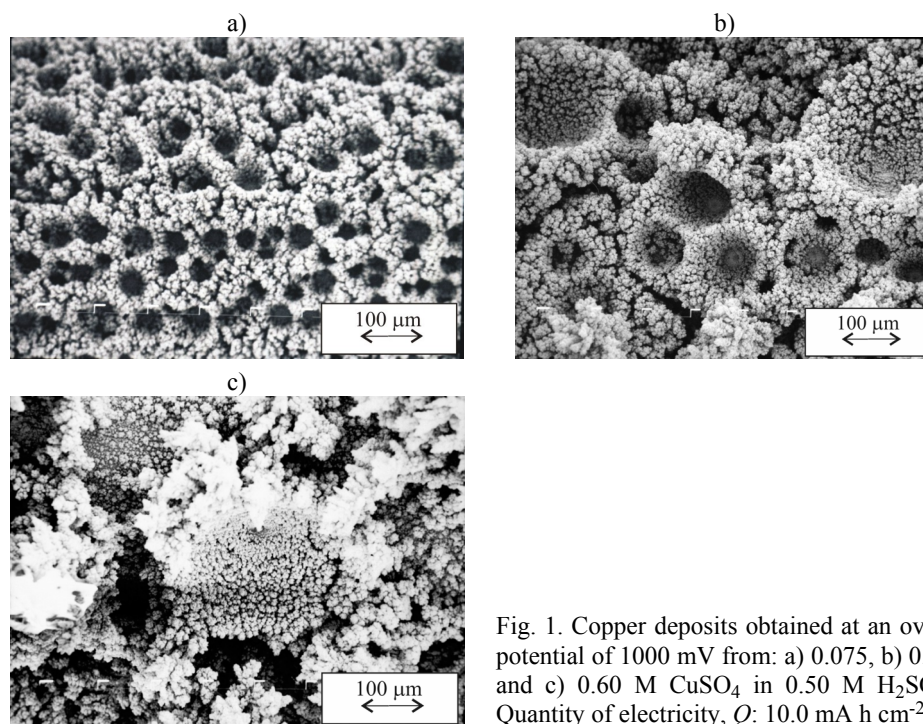 a)
b)
100 μm
100 μm
c)
100 μm
Fig. 1. Copper deposits obtained at an ov
potential of 1000 mV from: a) 0.075, b) 0.
and c) 0.60 M CuSO₄ in 0.50 M H₂SO
Quantity of electricity, Q: 10.0 mA h cm⁻²